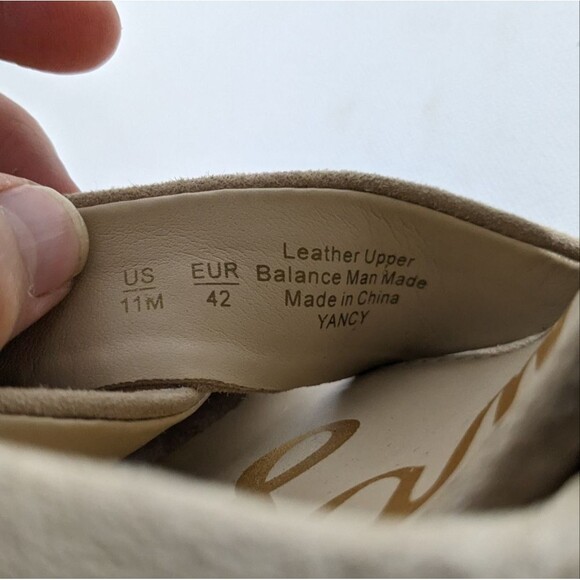 US
11M
EUR
42
Leather Upper
Balance Man Made
Made in China
YANCY